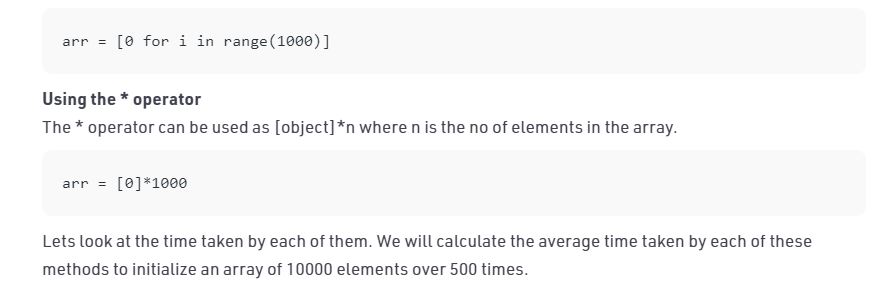 arr = [0 for i in range(1000)]
Using the * operator
The * operator can be used as [object]*n where n is the no of elements in the array.
arr = [0]*1000
Lets look at the time taken by each of them. We will calculate the average time taken by each of these
methods to initialize an array of 10000 elements over 500 times.